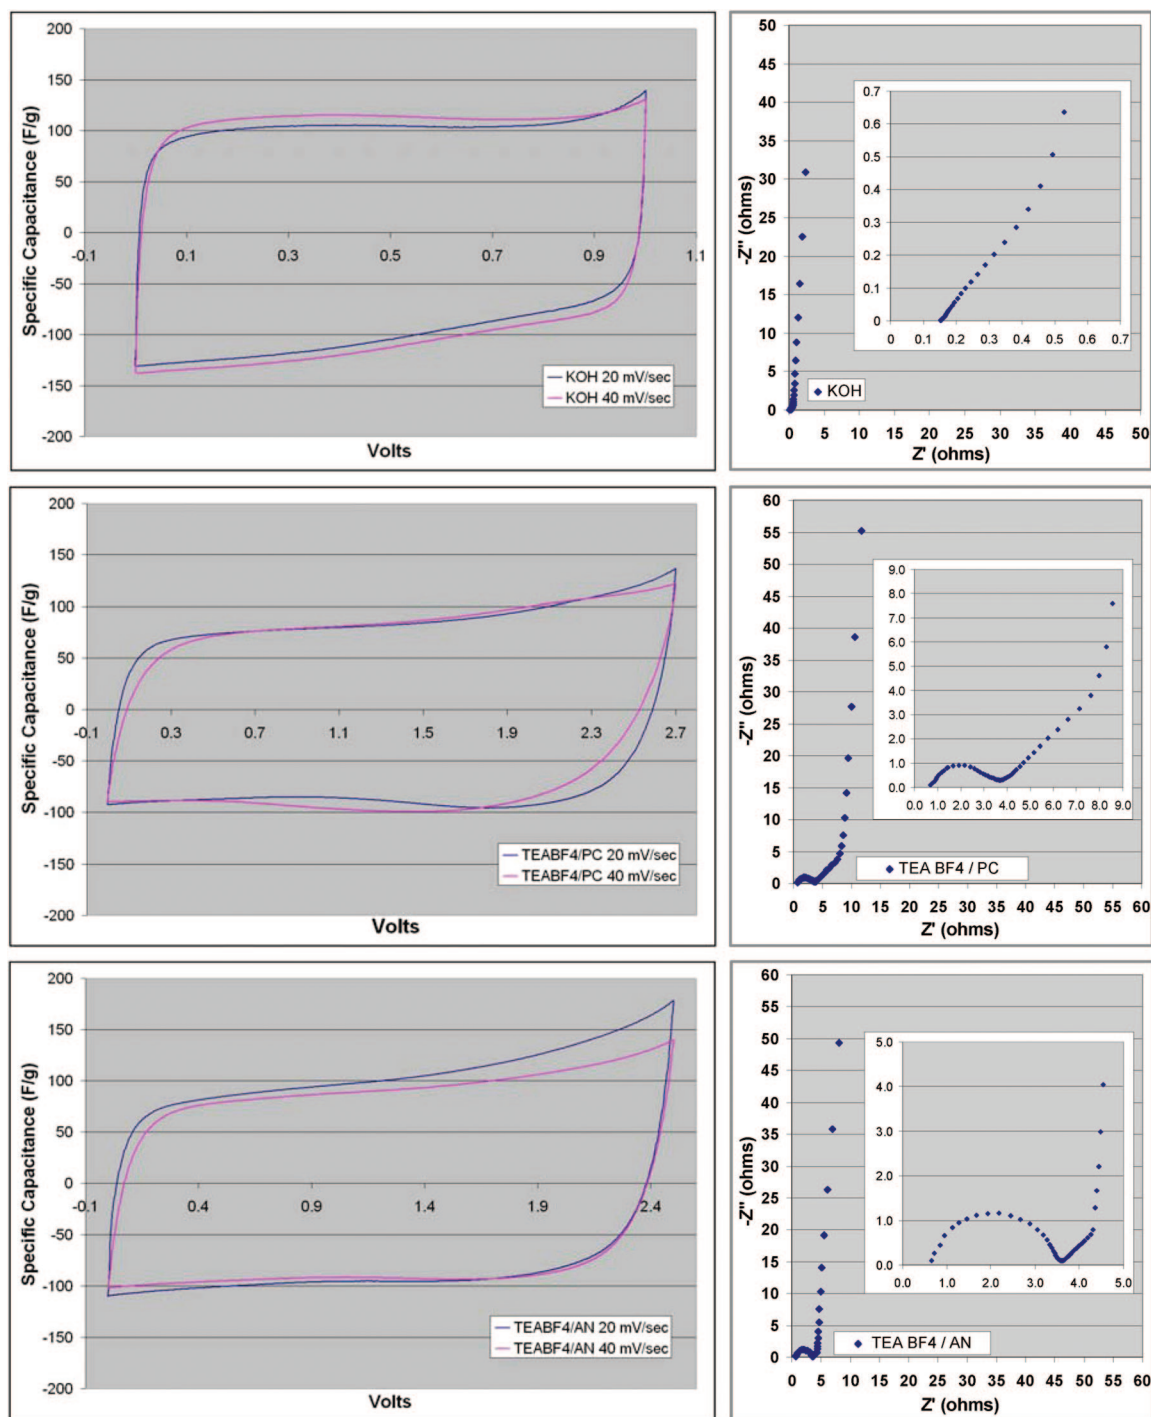 200
150
100
50
0
-50
-100
-150
-200
-0.1 0.1 0.3 0.5 0.7 0.9 1.1
Specific Capacitance (F/g)
Volts
KOH 20 mV/sec
KOH 40 mV/sec
50
45
40
35
30
25
20
15
10
5
0
0 5 10 15 20 25 30 35 40 45 50
-Z'' (ohms)
Z' (ohms)
KOH
0.7
0.6
0.5
0.4
0.3
0.2
0.1
0
0 0.1 0.2 0.3 0.4 0.5 0.6 0.7
200
150
100
50
0
-50
-100
-150
-200
-0.1 0.3 0.7 1.1 1.5 1.9 2.3 2.7
Specific Capacitance (F/g)
Volts
TEABF4/PC 20 mV/sec
TEABF4/PC 40 mV/sec
60
55
50
45
40
35
30
25
20
15
10
5
0
0 5 10 15 20 25 30 35 40 45 50 55 60
-Z'' (ohms)
Z' (ohms)
TEA BF4 / PC
9.0
8.0
7.0
6.0
5.0
4.0
3.0
2.0
1.0
0.0
0.0 1.0 2.0 3.0 4.0 5.0 6.0 7.0 8.0 9.0
200
150
100
50
0
-50
-100
-150
-200
-0.1 0.4 0.9 1.4 1.9 2.4
Specific Capacitance (F/g)
Volts
TEABF4/AN 20 mV/sec
TEABF4/AN 40 mV/sec
60
55
50
45
40
35
30
25
20
15
10
5
0
0 5 10 15 20 25 30 35 40 45 50 55 60
-Z'' (ohms)
Z' (ohms)
TEA BF4 / AN
5.0
4.0
3.0
2.0
1.0
0.0
0.0 1.0 2.0 3.0 4.0 5.0